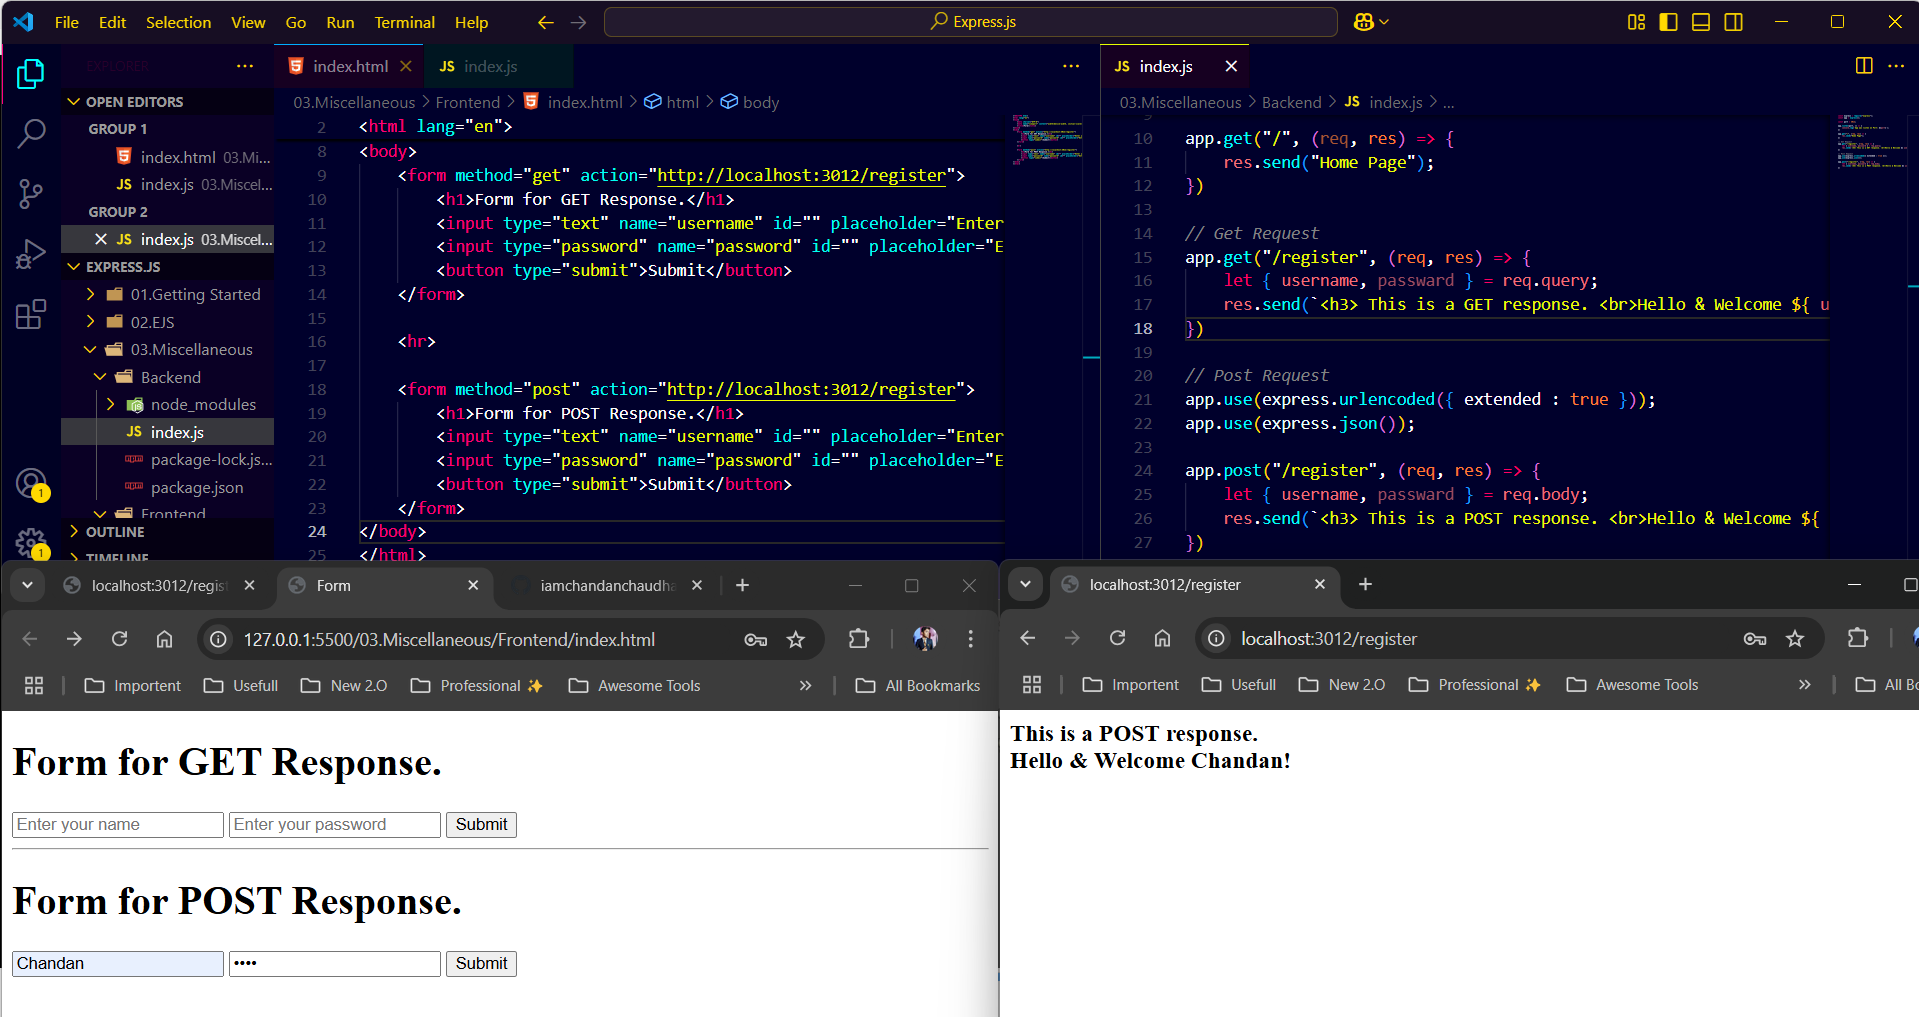 File Edit Selection View Go Run Terminal Help
Express.js
EXPLORER
OPEN EDITORS
GROUP 1
index.html 03.Mi...
JS index.js 03.Miscel...
GROUP 2
JS index.js 03.Miscel...
EXPRESS.JS
01.Getting Started
02.EJS
03.Miscellaneous
Backend
node_modules
JS index.js
package-lock.js...
package.json
Frontend
OUTLINE
TIMELINE
1
1
index.html
JS index.js
03.Miscellaneous > Frontend > index.html > html > body
2 <html lang="en">
8 <body>
9 <form method="get" action="http://localhost:3012/register">
10 <h1>Form for GET Response.</h1>
11 <input type="text" name="username" id="" placeholder="Enter
12 <input type="password" name="password" id="" placeholder="E
13 <button type="submit">Submit</button>
14 </form>
15
16 <hr>
17
18 <form method="post" action="http://localhost:3012/register">
19 <h1>Form for POST Response.</h1>
20 <input type="text" name="username" id="" placeholder="Enter
21 <input type="password" name="password" id="" placeholder="E
22 <button type="submit">Submit</button>
23 </form>
24 </body>
25 </html>
JS index.js
03.Miscellaneous > Backend > JS index.js > ...
9
10 app.get("/", (req, res) => {
11 res.send("Home Page");
12 })
13
14 // Get Request
15 app.get("/register", (req, res) => {
16 let { username, passward } = req.query;
17 res.send(`<h3> This is a GET response. <br>Hello & Welcome ${ u
18 })
19
20 // Post Request
21 app.use(express.urlencoded({ extended : true }));
22 app.use(express.json());
23
24 app.post("/register", (req, res) => {
25 let { username, passward } = req.body;
26 res.send(`<h3> This is a POST response. <br>Hello & Welcome ${
27 })
localhost:3012/regist
Form
iamchandanchaudha
127.0.0.1:5500/03.Miscellaneous/Frontend/index.html
Importent Usefull New 2.O Professional ✨ Awesome Tools » All Bookmarks
Form for GET Response.
Enter your name Enter your password Submit
Form for POST Response.
Chandan •••• Submit
localhost:3012/register
localhost:3012/register
Importent Usefull New 2.O Professional ✨ Awesome Tools » All Bo
This is a POST response.
Hello & Welcome Chandan!